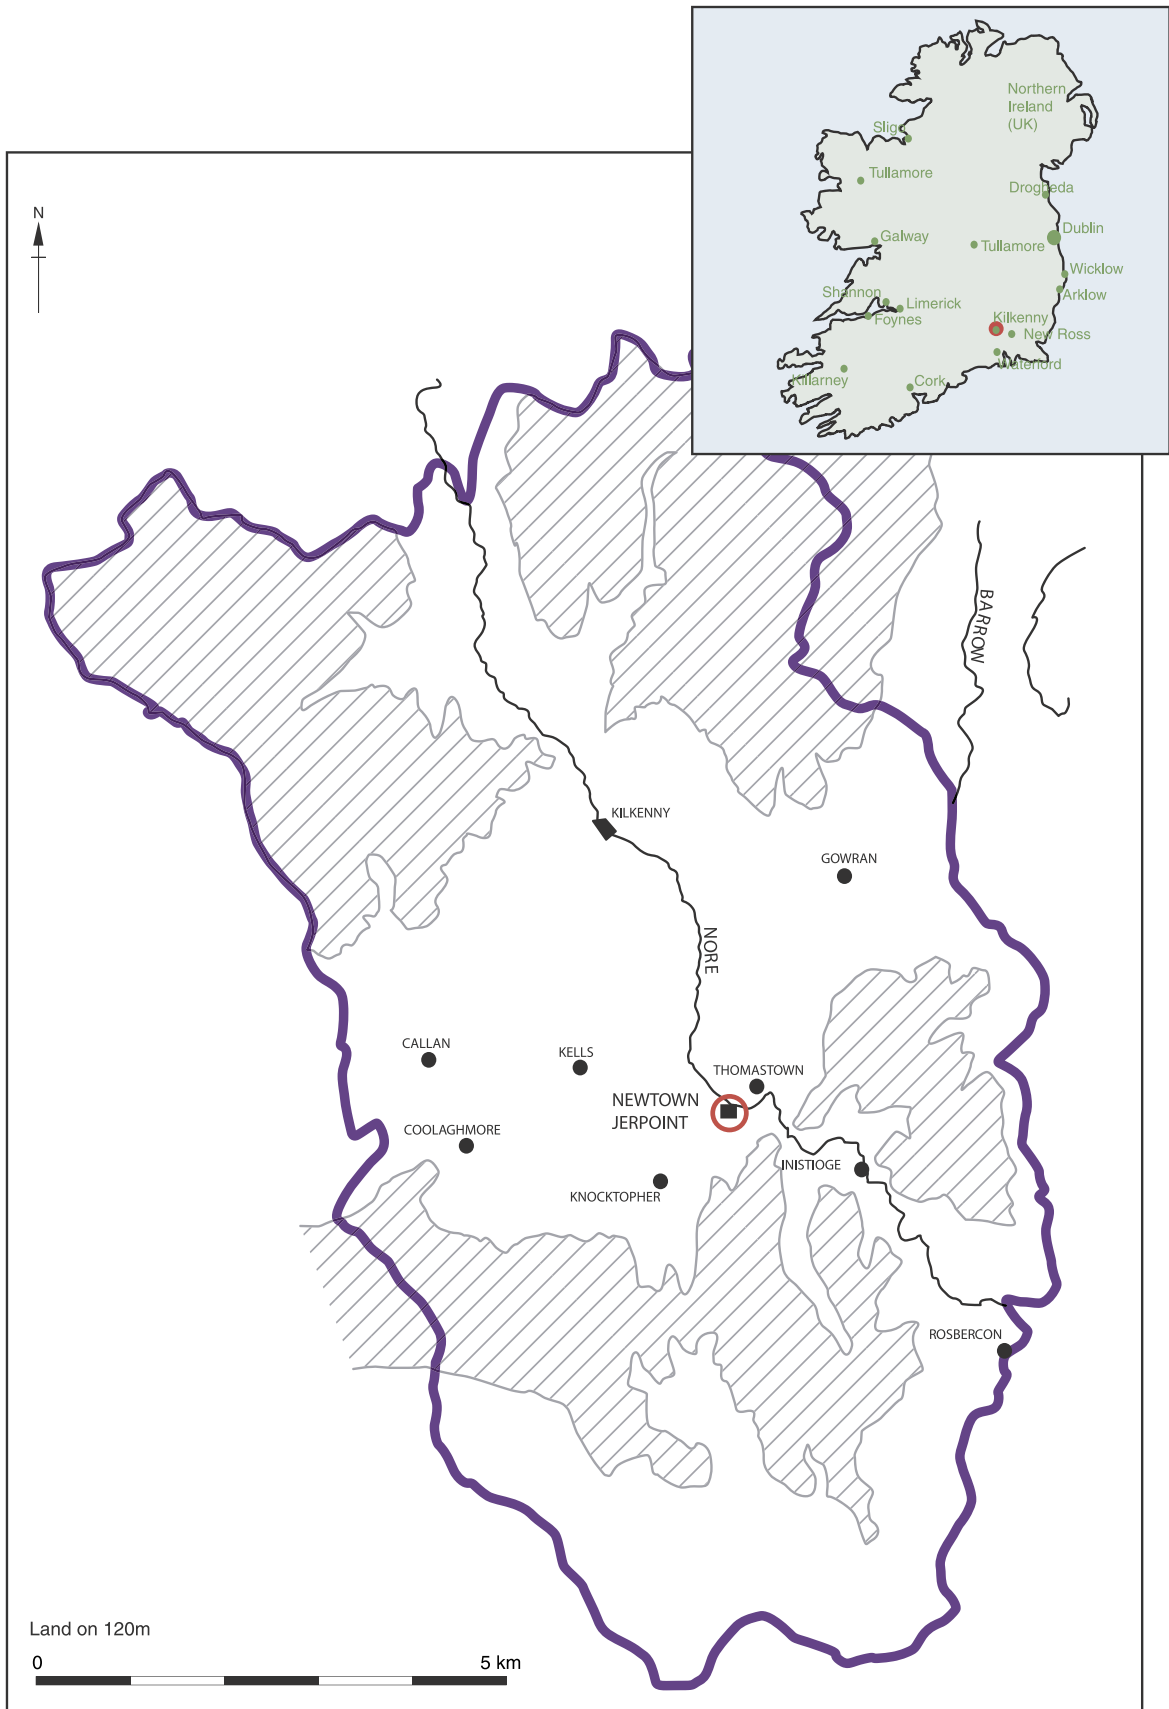 Northern
Ireland
(UK)
Sligo
Tullamore
Drogheda
Galway
Dublin
Tullamore
Wicklow
Shannon
Arklow
Limerick
Foynes
Kilkenny
New Ross
Waterford
Killarney
Cork
N
BARROW
KILKENNY
GOWRAN
NORE
CALLAN
KELLS
THOMASTOWN
NEWTOWN
JERPOINT
COOLAGHMORE
INISTIOGE
KNOCKTOPHER
ROSBERCON
Land on 120m
0 5 km